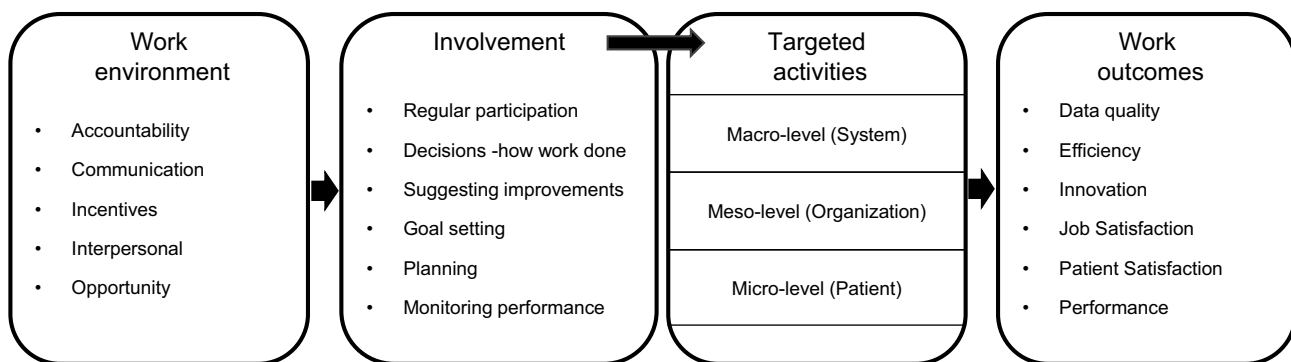 Work
environment
• Accountability
• Communication
• Incentives
• Interpersonal
• Opportunity
Involvement
• Regular participation
• Decisions -how work done
• Suggesting improvements
• Goal setting
• Planning
• Monitoring performance
Targeted
activities
Macro-level (System)
Meso-level (Organization)
Micro-level (Patient)
Work
outcomes
• Data quality
• Efficiency
• Innovation
• Job Satisfaction
• Patient Satisfaction
• Performance